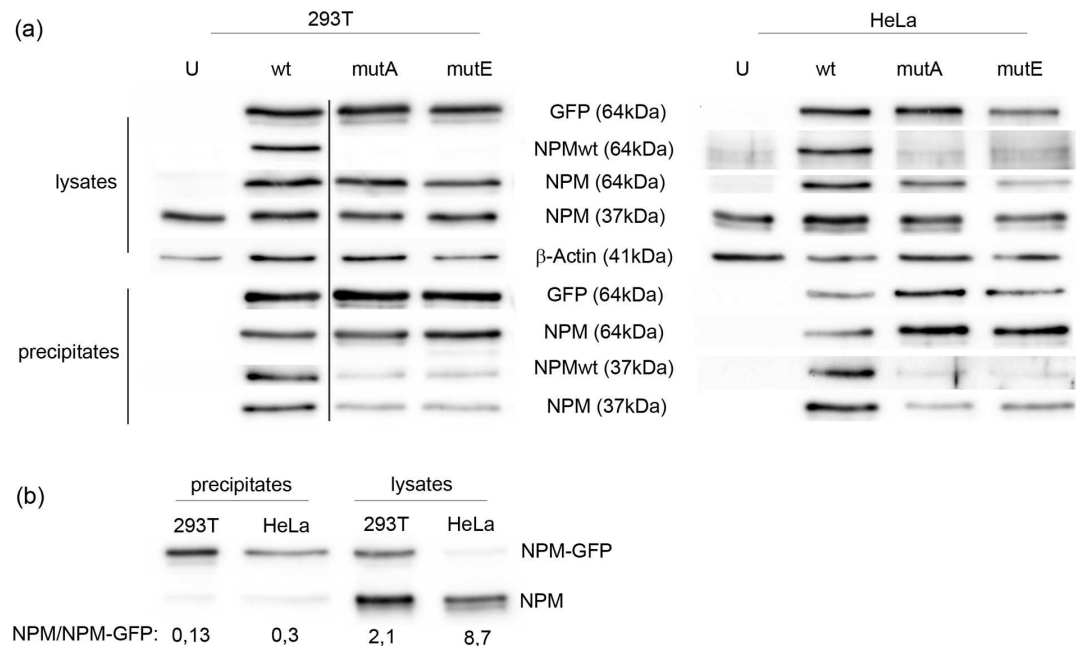 (a)
293T
HeLa
U wt mutA mutE
U wt mutA mutE
lysates
GFP (64kDa)
NPMwt (64kDa)
NPM (64kDa)
NPM (37kDa)
β-Actin (41kDa)
precipitates
GFP (64kDa)
NPM (64kDa)
NPMwt (37kDa)
NPM (37kDa)
(b)
precipitates lysates
293T HeLa 293T HeLa
NPM-GFP
NPM
NPM/NPM-GFP: 0,13 0,3 2,1 8,7